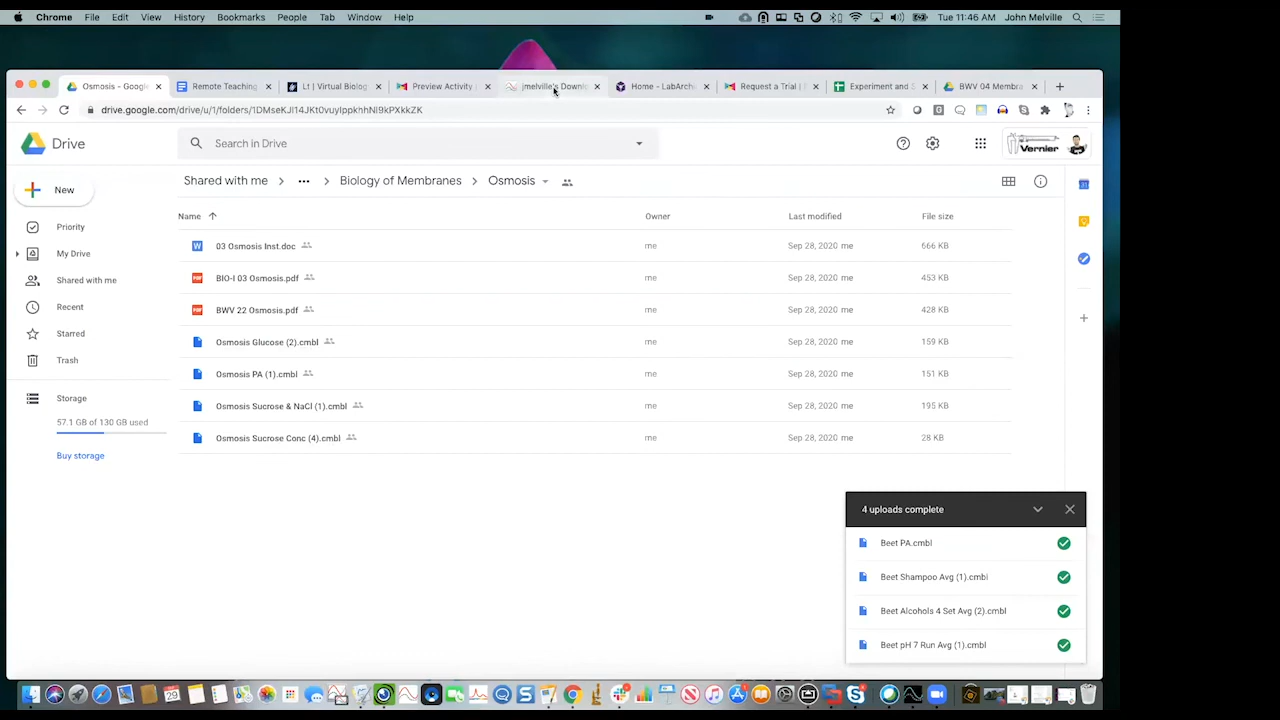 Chrome File Edit View History Bookmarks People Tab Window Help Tue 11:46 AM John Melville
Osmosis - Google Remote Teaching Lt | Virtual Biolog Preview Activity | jmelville's Downl Home - LabArch Request a Trial | Experiment and S BWV 04 Membra
drive.google.com/drive/u/1/folders/1DMseKJl14JKt0vuyIppkhhNI9kPXkkZK
Drive Search in Drive Vernier
New Shared with me ... Biology of Membranes Osmosis
Name Owner Last modified File size
Priority
My Drive
Shared with me
Recent
Starred
Trash
Storage
57.1 GB of 130 GB used
Buy storage
03 Osmosis Inst.doc me Sep 28, 2020 me 666 KB
BIO-I 03 Osmosis.pdf me Sep 28, 2020 me 453 KB
BWV 22 Osmosis.pdf me Sep 28, 2020 me 428 KB
Osmosis Glucose (2).cmbl me Sep 28, 2020 me 159 KB
Osmosis PA (1).cmbl me Sep 28, 2020 me 151 KB
Osmosis Sucrose & NaCl (1).cmbl me Sep 28, 2020 me 195 KB
Osmosis Sucrose Conc (4).cmbl me Sep 28, 2020 me 28 KB
4 uploads complete
Beet PA.cmbl
Beet Shampoo Avg (1).cmbl
Beet Alcohols 4 Set Avg (2).cmbl
Beet pH 7 Run Avg (1).cmbl